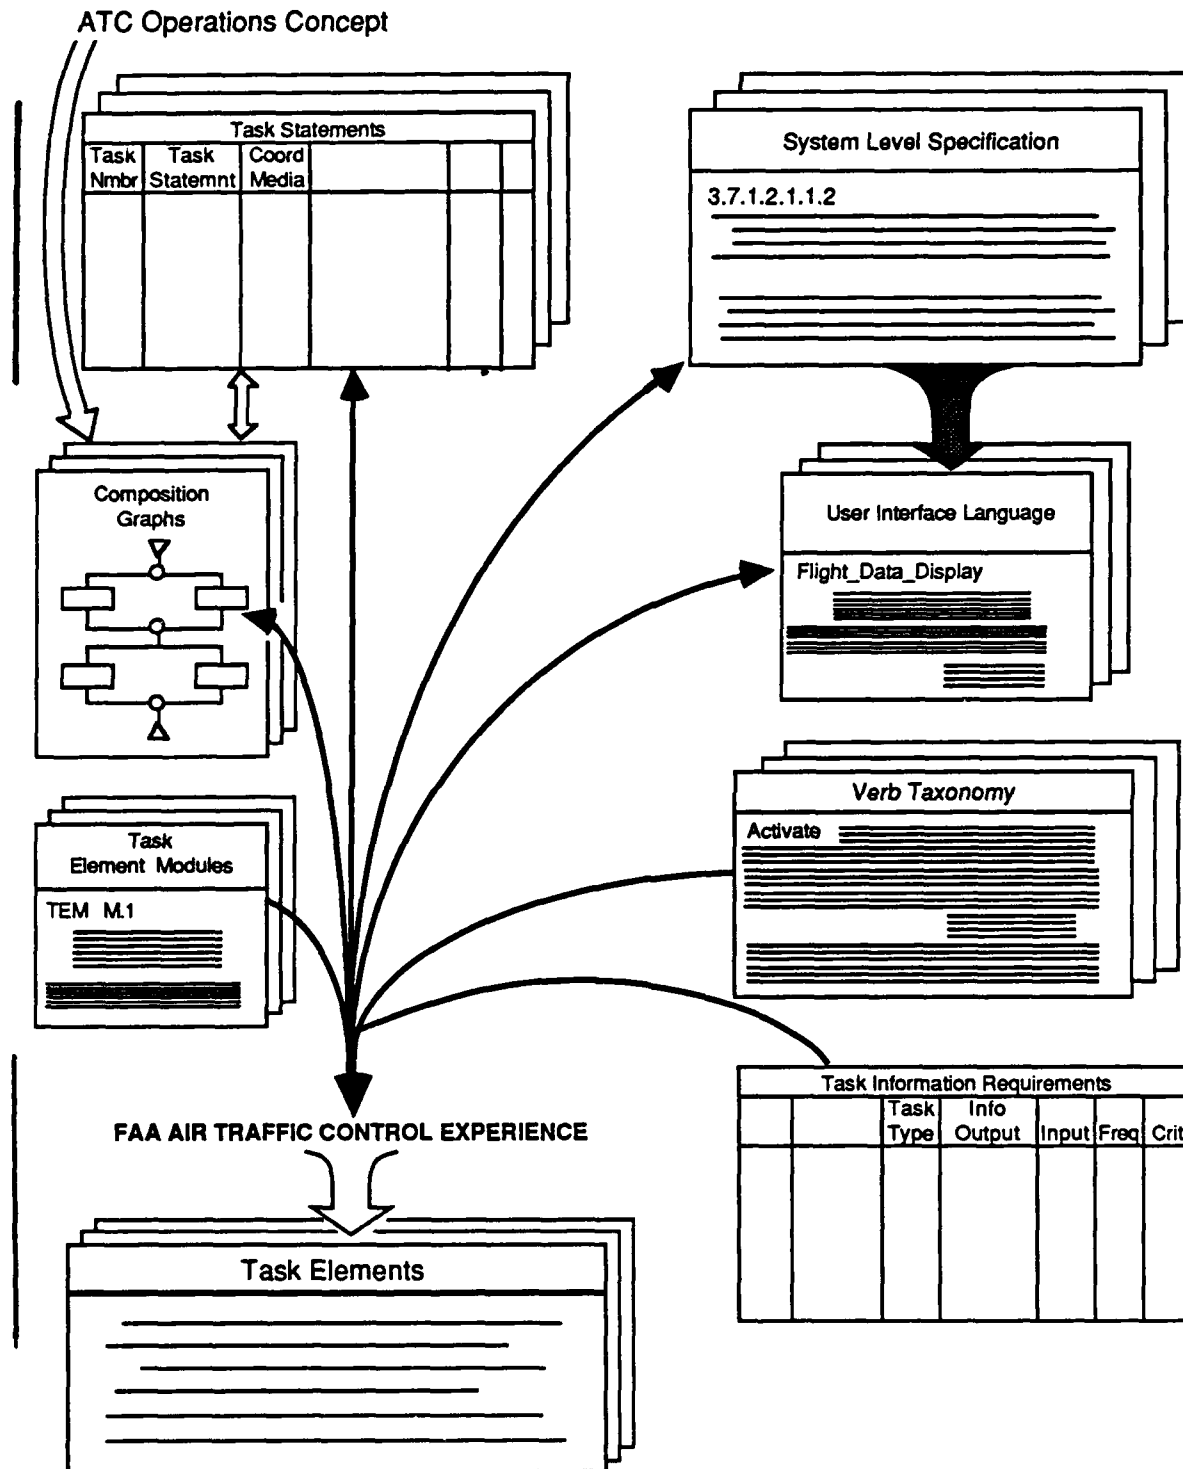 ATC Operations Concept
Task Statements
Task Nmbr
Task Statemnt
Coord Media
System Level Specification
3.7.1.2.1.1.2
Composition
Graphs
User Interface Language
Flight_Data_Display
Verb Taxonomy
Activate
Task
Element Modules
TEM M.1
Task Information Requirements
Task Type
Info Output
Input
Freq
Crit
FAA AIR TRAFFIC CONTROL EXPERIENCE
Task Elements